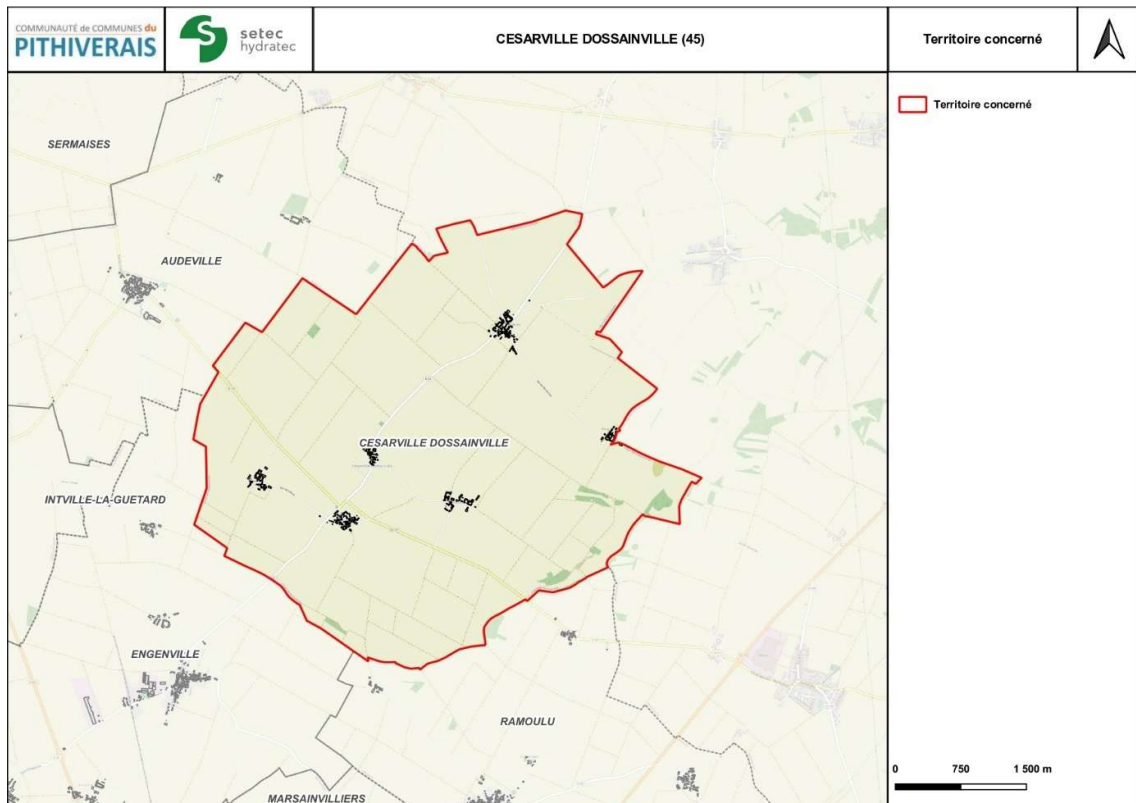 COMMUNAUTÉ de COMMUNES du
PITHIVERAIS
setec
hydratec
CESARVILLE DOSSAINVILLE (45)
Territoire concerné
Territoire concerné
SERMAISES
AUDEVILLE
CESARVILLE DOSSAINVILLE
INTVILLE-LA-GUETARD
ENGENVILLE
RAMOULU
MARSAINVILLIERS
0 750 1 500 m